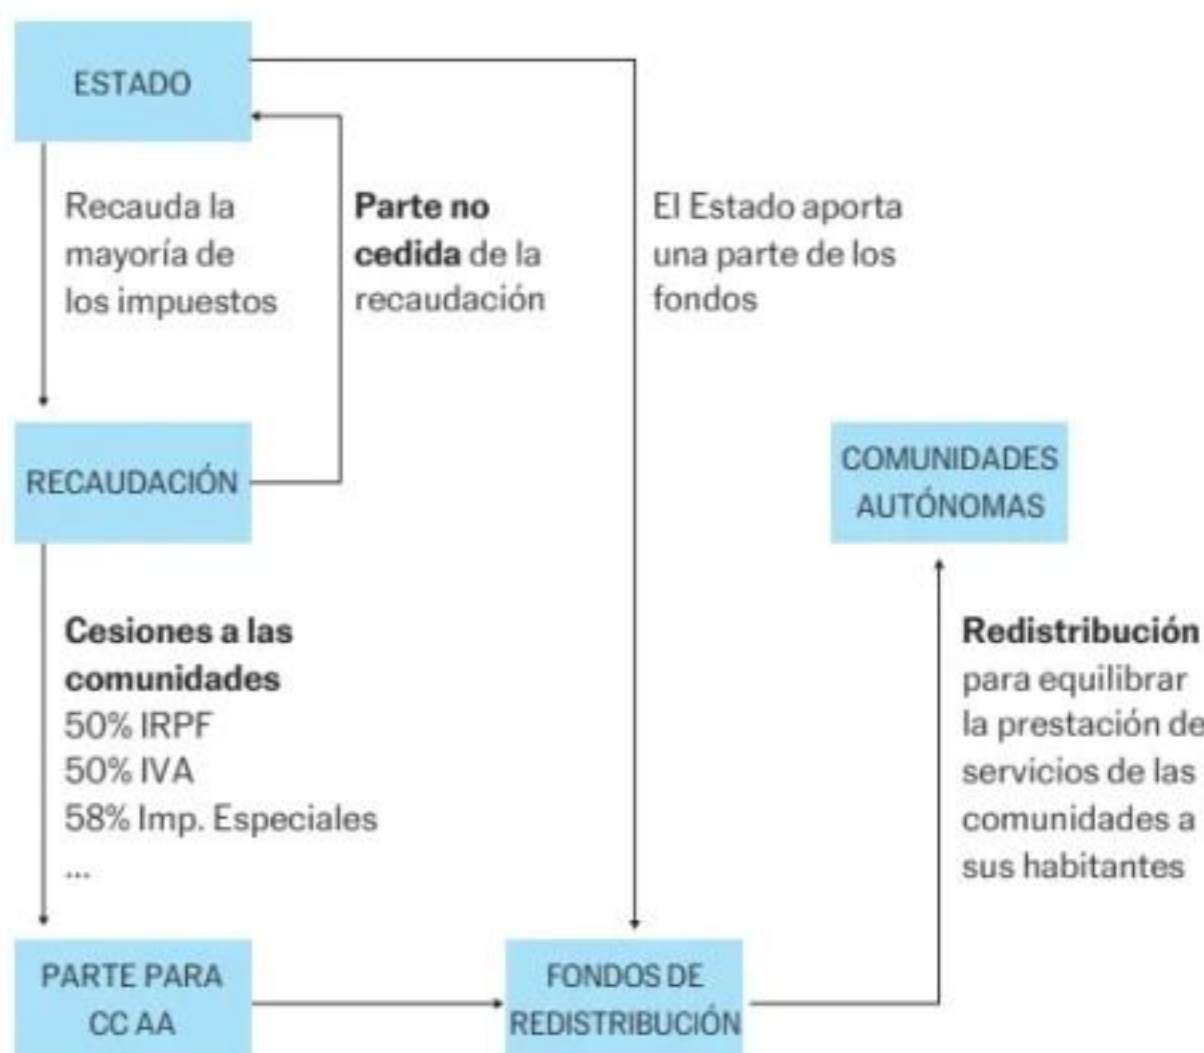 ESTADO
Recauda la
mayoría de
los impuestos
Parte no
cedida de la
recaudación
El Estado aporta
una parte de los
fondos
RECAUDACIÓN
COMUNIDADES
AUTÓNOMAS
Cesiones a las
comunidades
50% IRPF
50% IVA
58% Imp. Especiales
...
Redistribución
para equilibrar
la prestación de
servicios de las
comunidades a
sus habitantes
PARTE PARA
CC AA
FONDOS DE
REDISTRIBUCIÓN